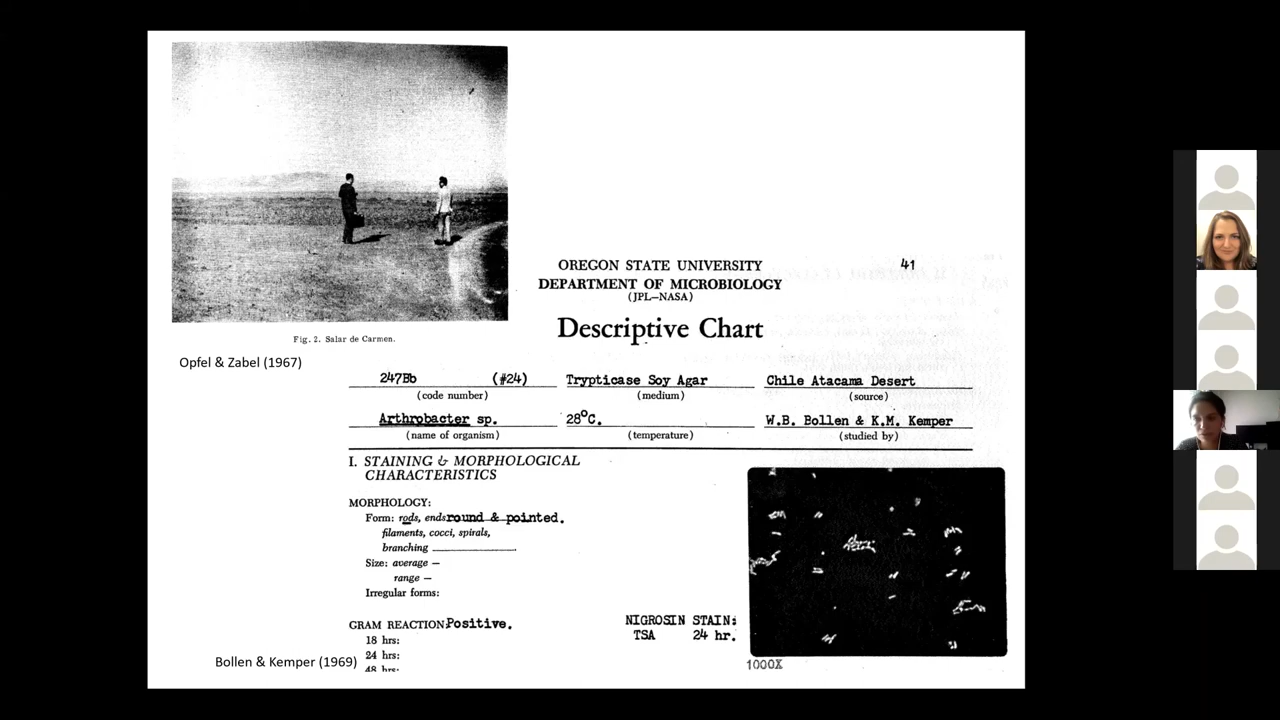 Fig. 2. Salar de Carmen.
Opfel & Zabel (1967)
OREGON STATE UNIVERSITY
41
DEPARTMENT OF MICROBIOLOGY
(JPL—NASA)
Descriptive Chart
247Bb (#24) Trypticase Soy Agar Chile Atacama Desert
(code number) (medium) (source)
Arthrobacter sp. 28°C. W.B. Bollen & K.M. Kemper
(name of organism) (temperature) (studied by)
I. STAINING & MORPHOLOGICAL
CHARACTERISTICS
MORPHOLOGY:
Form: rods, ends round & pointed.
filaments, cocci, spirals,
branching
Size: average —
range —
Irregular forms:
GRAM REACTION Positive.
18 hrs:
24 hrs:
48 hrs:
NIGROSIN STAIN:
TSA 24 hr.
1000X
Bollen & Kemper (1969)